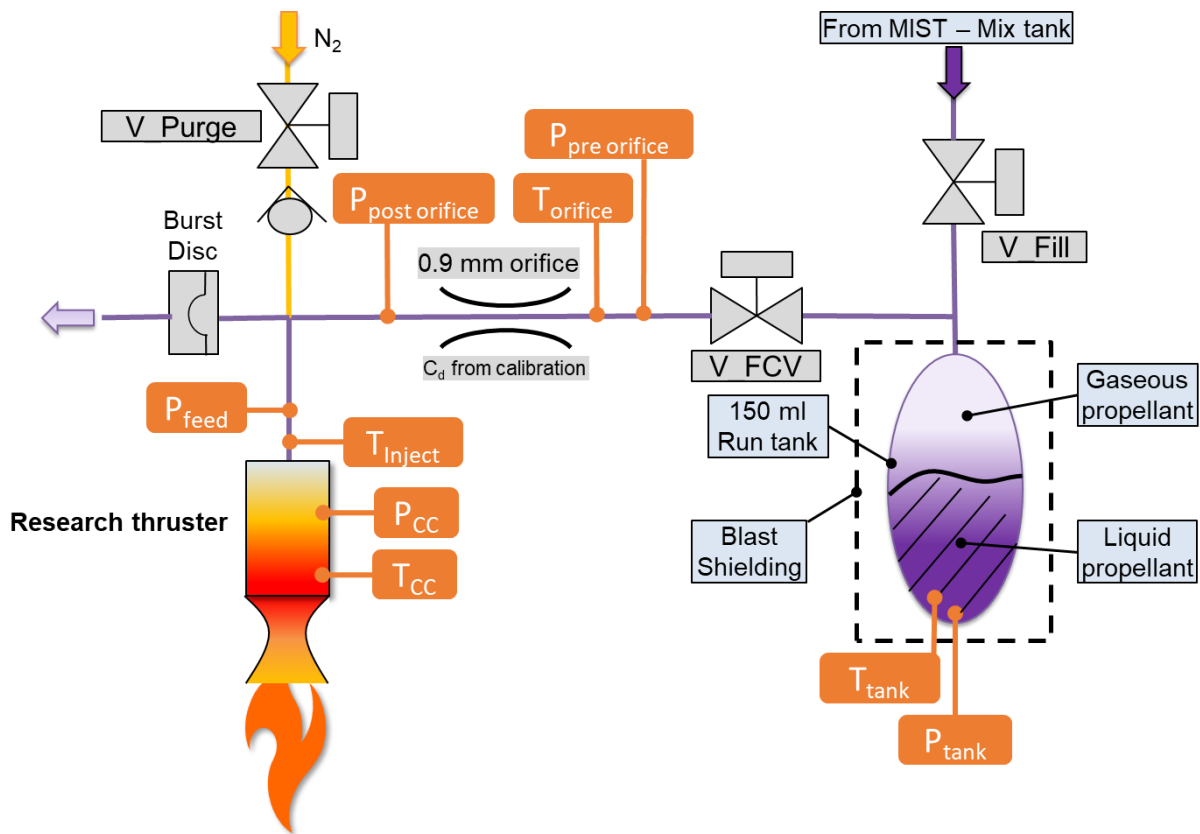 N₂
From MIST – Mix tank
V_Purge
P pre orifice
P post orifice
T orifice
Burst
Disc
V_Fill
0.9 mm orifice
C_d from calibration
V_FCV
P feed
150 ml
Run tank
Gaseous
propellant
T Inject
Research thruster
P CC
Blast
Shielding
Liquid
propellant
T CC
T tank
P tank